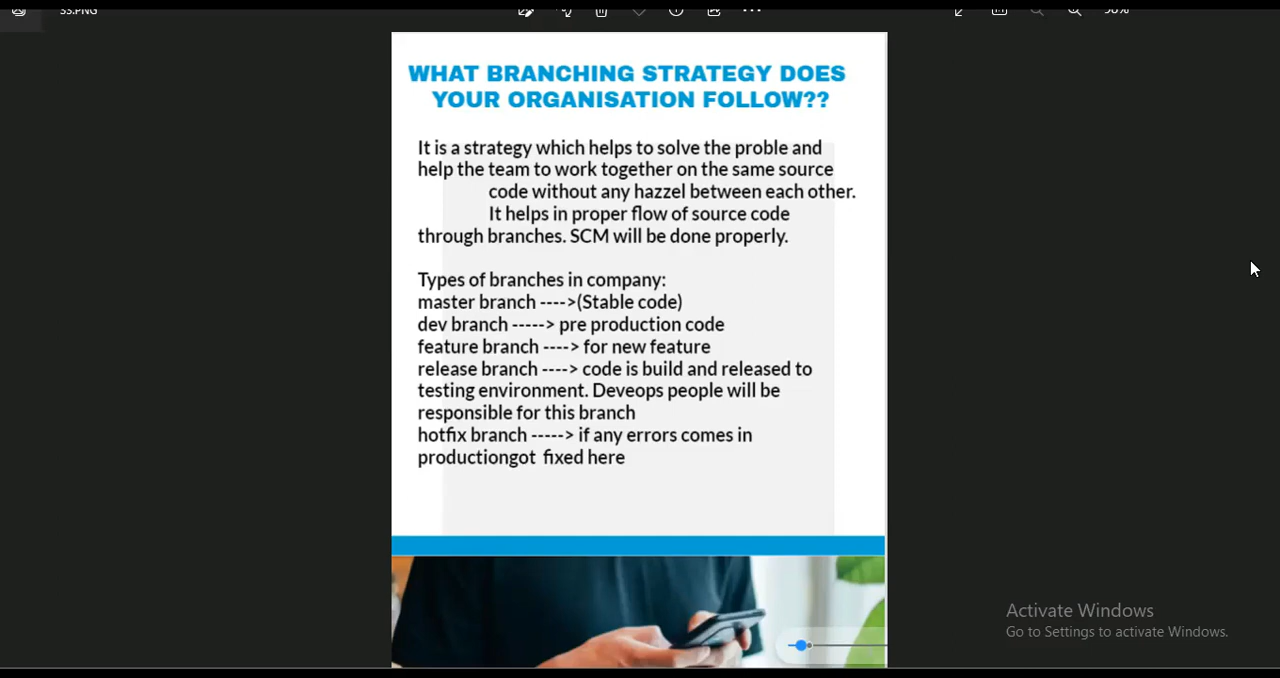 33.PNG
WHAT BRANCHING STRATEGY DOES
YOUR ORGANISATION FOLLOW??
It is a strategy which helps to solve the proble and
help the team to work together on the same source
code without any hazzel between each other.
It helps in proper flow of source code
through branches. SCM will be done properly.
Types of branches in company:
master branch ---->(Stable code)
dev branch -----> pre production code
feature branch ----> for new feature
release branch ----> code is build and released to
testing environment. Deveops people will be
responsible for this branch
hotfix branch -----> if any errors comes in
productiongot fixed here
Activate Windows
Go to Settings to activate Windows.